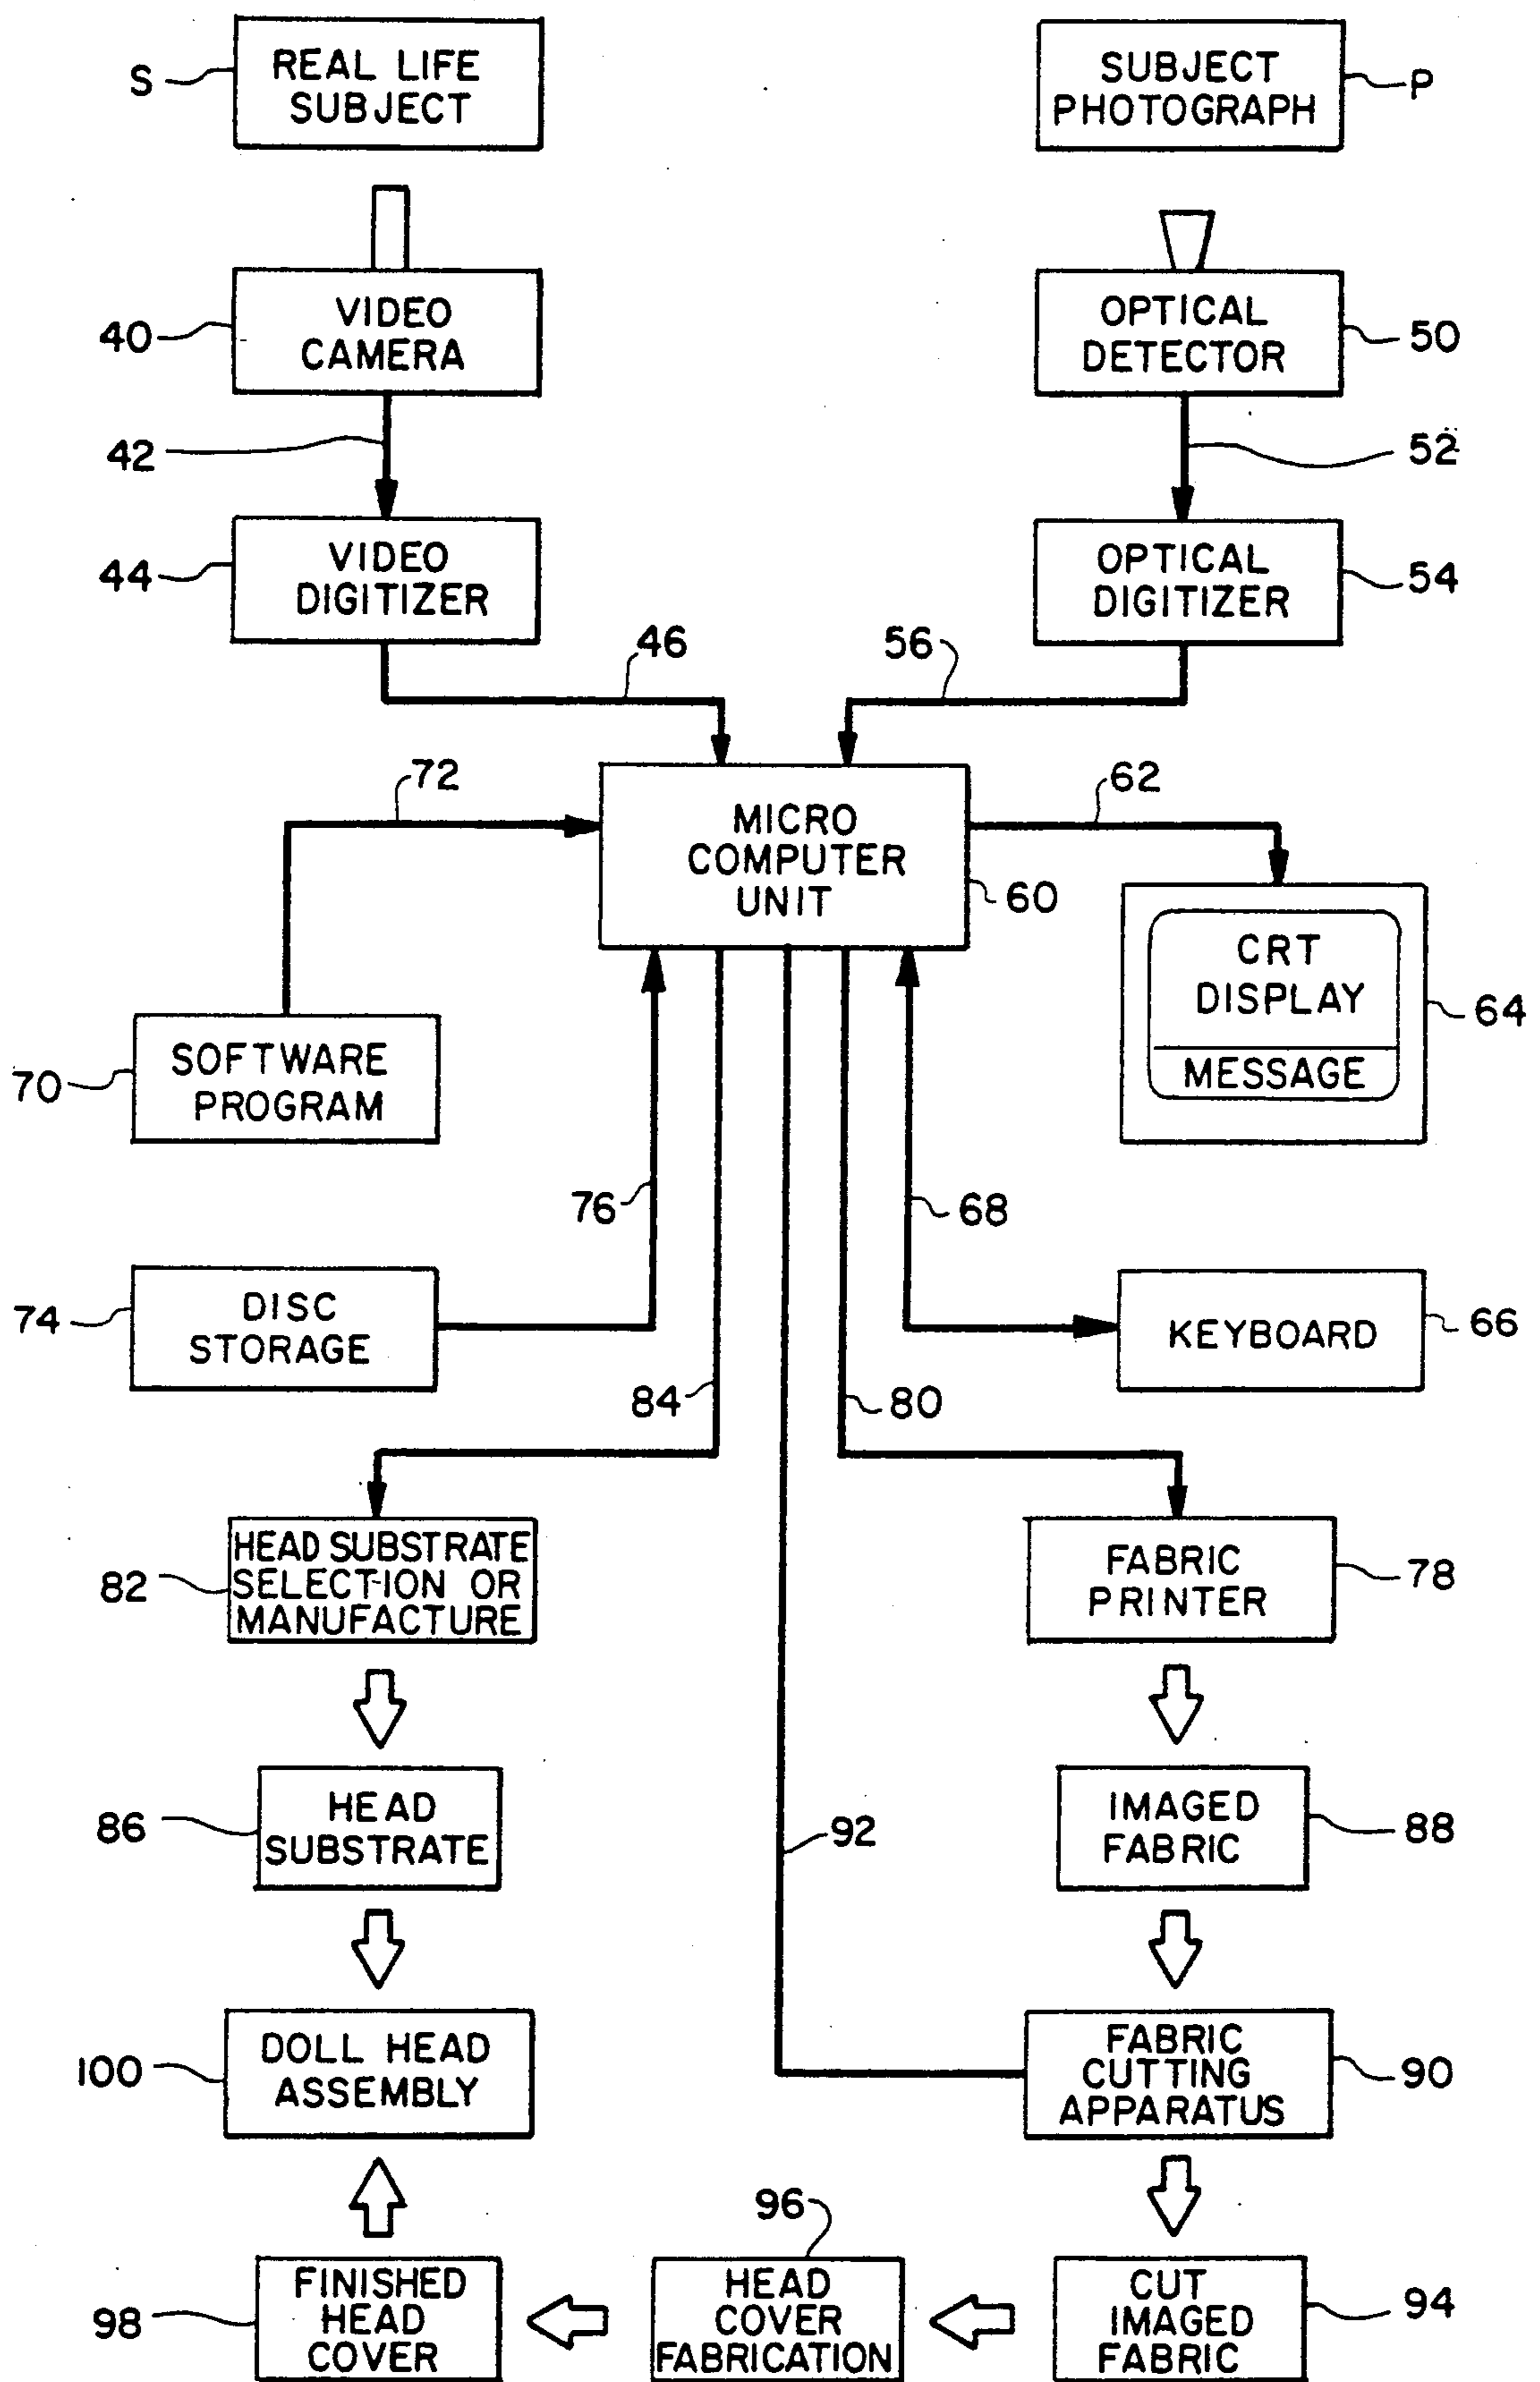 S
REAL LIFE
SUBJECT
SUBJECT
PHOTOGRAPH
P
40
VIDEO
CAMERA
OPTICAL
DETECTOR
50
42
52
44
VIDEO
DIGITIZER
OPTICAL
DIGITIZER
54
46
56
72
62
MICRO
COMPUTER
UNIT
60
CRT
DISPLAY
MESSAGE
64
70
SOFTWARE
PROGRAM
76
68
74
DISC
STORAGE
KEYBOARD
66
84
80
82
HEAD SUBSTRATE
SELECTION OR
MANUFACTURE
FABRIC
PRINTER
78
86
HEAD
SUBSTRATE
92
IMAGED
FABRIC
88
100
DOLL HEAD
ASSEMBLY
FABRIC
CUTTING
APPARATUS
90
96
98
FINISHED
HEAD
COVER
HEAD
COVER
FABRICATION
CUT
IMAGED
FABRIC
94